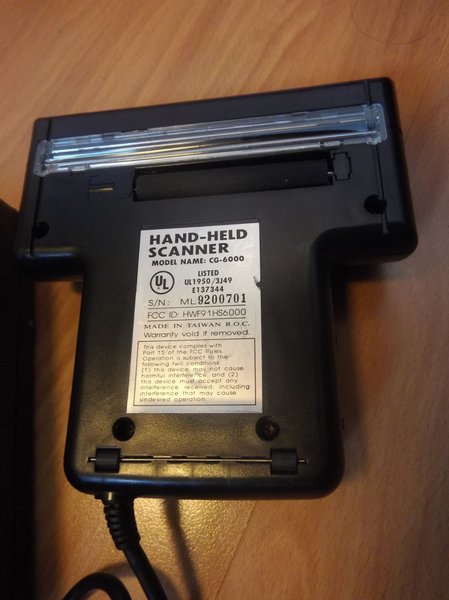 HAND-HELD
SCANNER
MODEL NAME: CG-6000
UL
LISTED
UL1950/3J49
E137344
S/N: ML9200701
FCC ID: HWF91HS6000
MADE IN TAIWAN R.O.C.
Warranty void if removed.
This device complies with
Part 15 of the FCC Rules
Operation is subject to the
following two conditions:
(1) this device may not cause
harmful interference, and (2)
this device must accept any
interference received, including
interference that may cause
undesired operation.